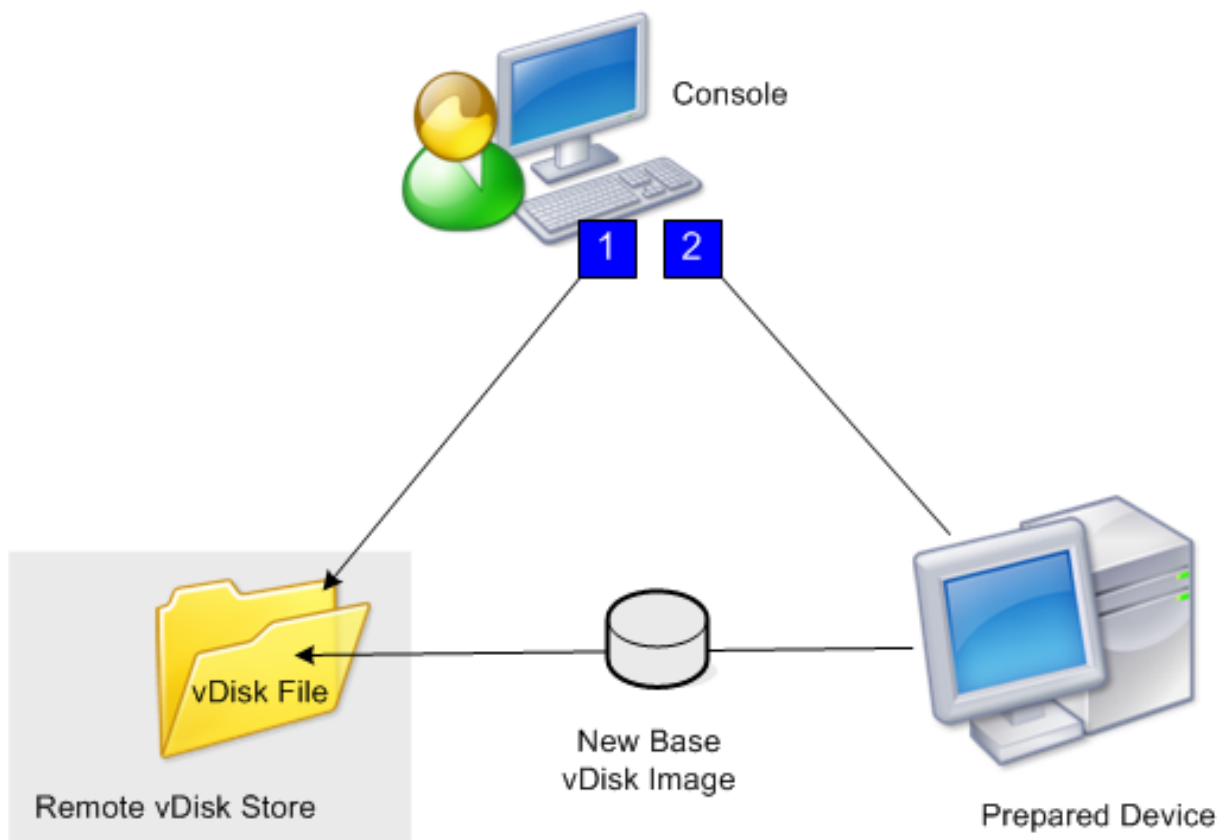 Console
1 2
vDisk File
New Base
vDisk Image
Remote vDisk Store
Prepared Device